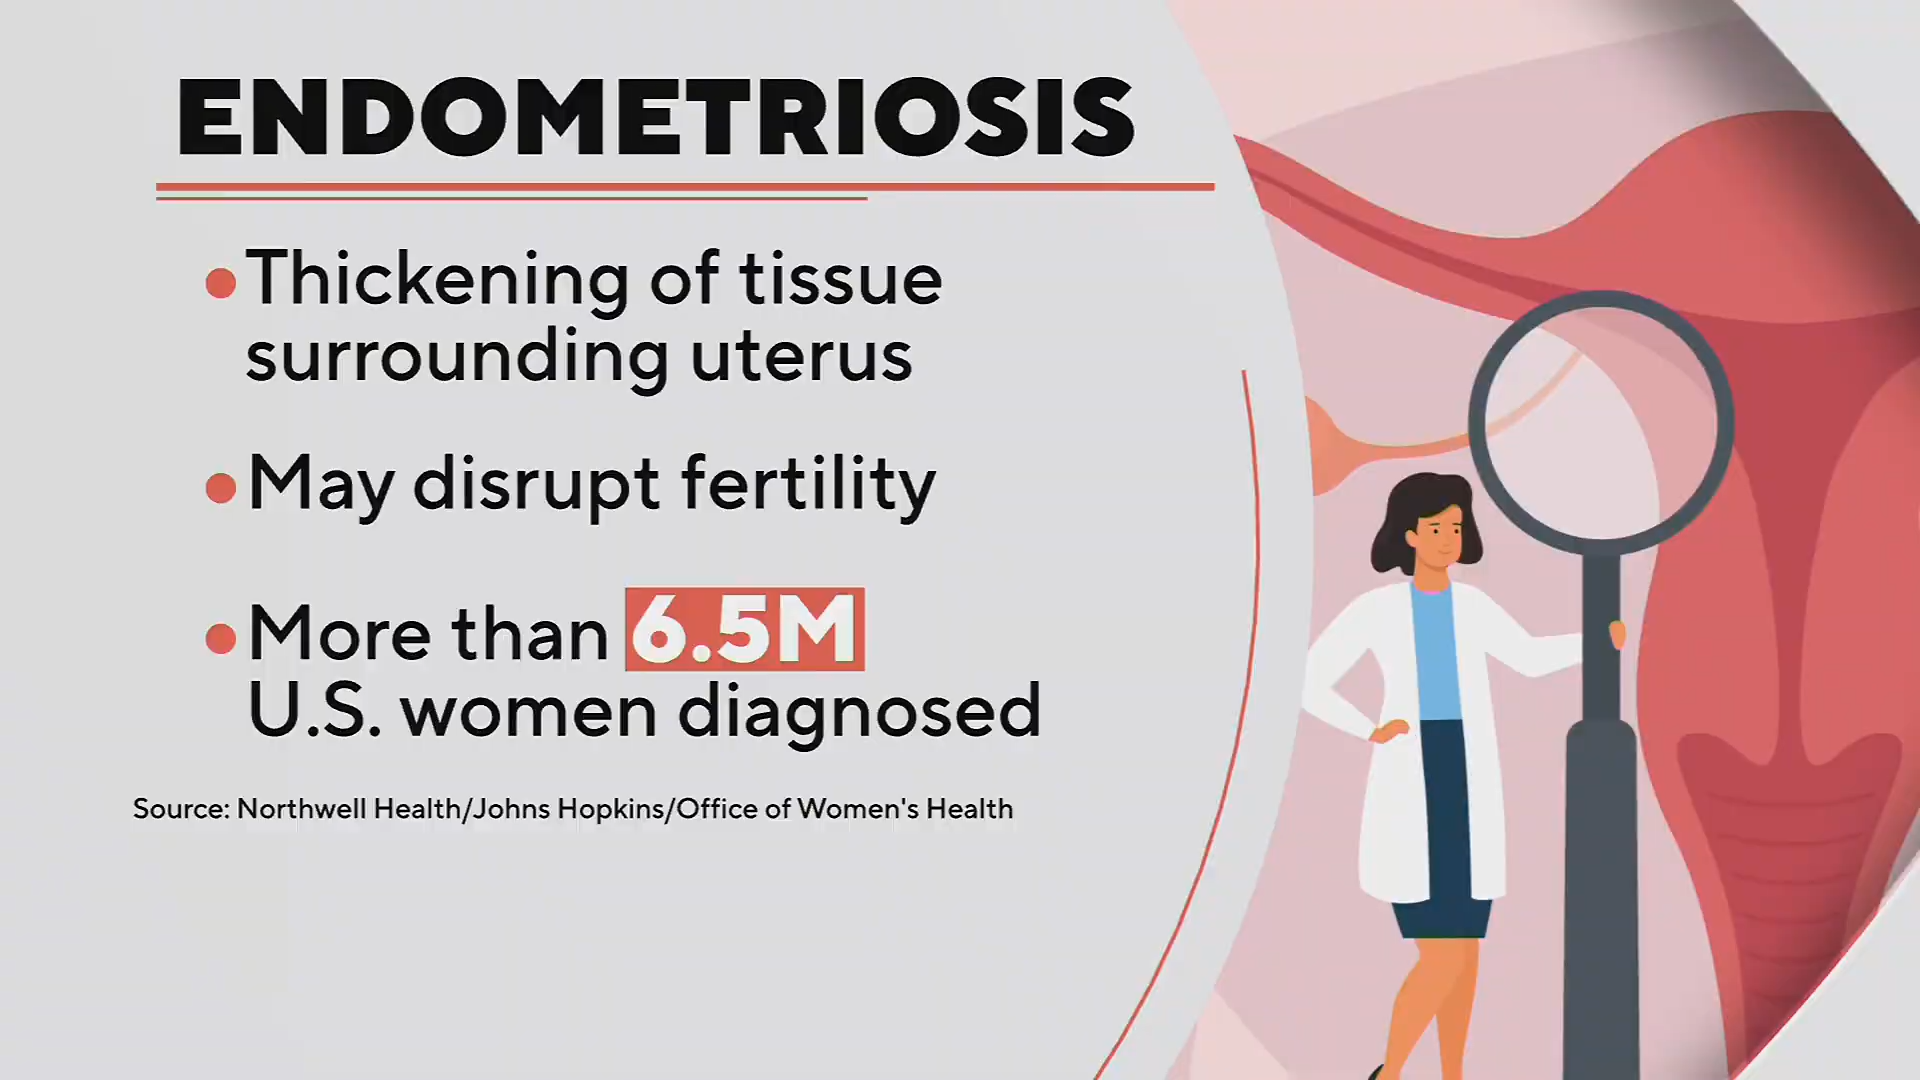 ENDOMETRIOSIS
•Thickening of tissue
surrounding uterus
•May disrupt fertility
•More than 6.5M
U.S. women diagnosed
Source: Northwell Health/Johns Hopkins/Office of Women's Health